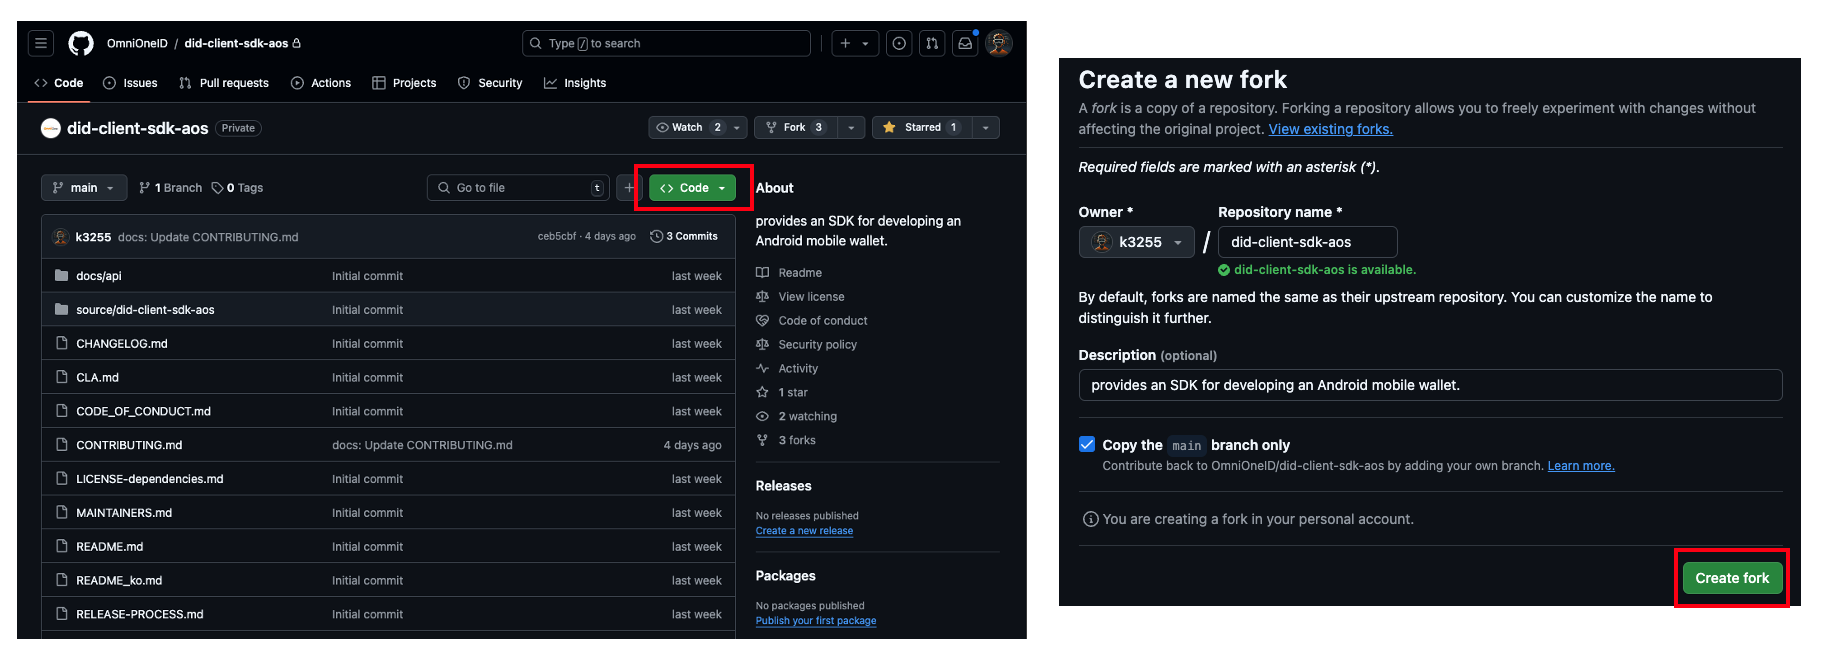 OmniOneID / did-client-sdk-aos
Type / to search
Code
Issues
Pull requests
Actions
Projects
Security
Insights
did-client-sdk-aos Private
Watch 2
Fork 3
Starred 1
main
1 Branch
0 Tags
Go to file t
+
<> Code
k3255 docs: Update CONTRIBUTING.md ceb5cbf · 4 days ago 3 Commits
docs/api Initial commit last week
source/did-client-sdk-aos Initial commit last week
CHANGELOG.md Initial commit last week
CLA.md Initial commit last week
CODE_OF_CONDUCT.md Initial commit last week
CONTRIBUTING.md docs: Update CONTRIBUTING.md 4 days ago
LICENSE-dependencies.md Initial commit last week
MAINTAINERS.md Initial commit last week
README.md Initial commit last week
README_ko.md Initial commit last week
RELEASE-PROCESS.md Initial commit last week
About
provides an SDK for developing an
Android mobile wallet.
Readme
View license
Code of conduct
Security policy
Activity
1 star
2 watching
3 forks
Releases
No releases published
Create a new release
Packages
No packages published
Publish your first package
Create a new fork
A fork is a copy of a repository. Forking a repository allows you to freely experiment with changes without
affecting the original project. View existing forks.
Required fields are marked with an asterisk (*).
Owner * Repository name *
k3255 / did-client-sdk-aos
did-client-sdk-aos is available.
By default, forks are named the same as their upstream repository. You can customize the name to
distinguish it further.
Description (optional)
provides an SDK for developing an Android mobile wallet.
Copy the main branch only
Contribute back to OmniOneID/did-client-sdk-aos by adding your own branch. Learn more.
You are creating a fork in your personal account.
Create fork